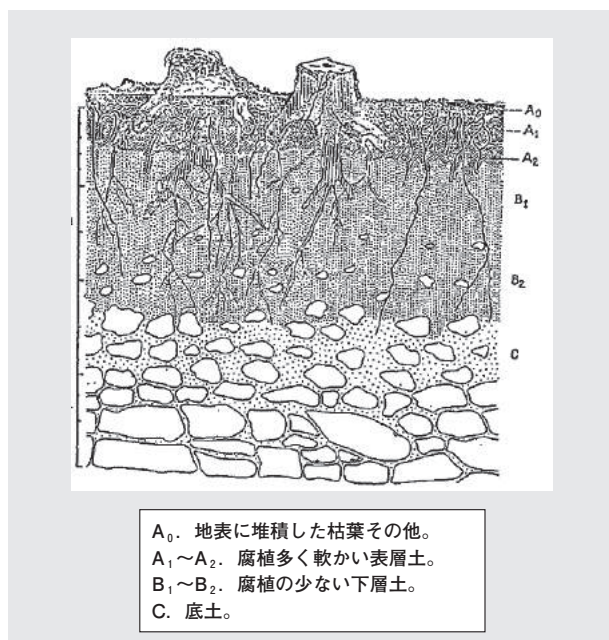 A₀
A₁
A₂
B₁
B₂
C
A₀. 地表に堆積した枯葉その他。
A₁〜A₂. 腐植多く軟かい表層土。
B₁〜B₂. 腐植の少ない下層土。
C. 底土。